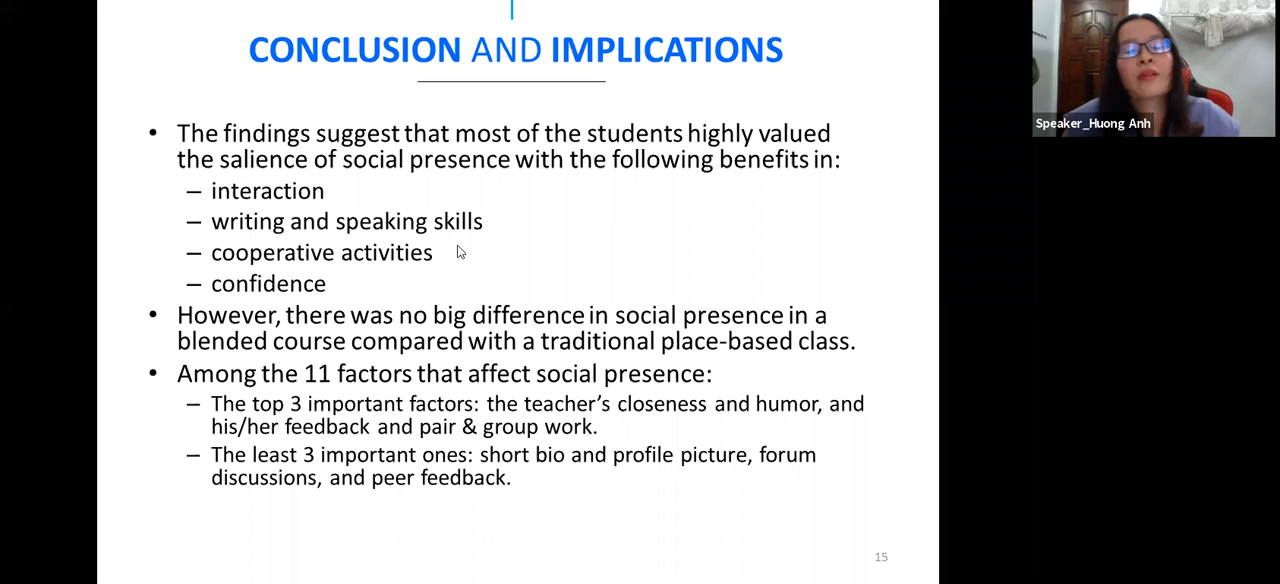 CONCLUSION AND IMPLICATIONS
• The findings suggest that most of the students highly valued
the salience of social presence with the following benefits in:
– interaction
– writing and speaking skills
– cooperative activities
– confidence
• However, there was no big difference in social presence in a
blended course compared with a traditional place-based class.
• Among the 11 factors that affect social presence:
– The top 3 important factors: the teacher’s closeness and humor, and
his/her feedback and pair & group work.
– The least 3 important ones: short bio and profile picture, forum
discussions, and peer feedback.
15
Speaker_Huong Anh